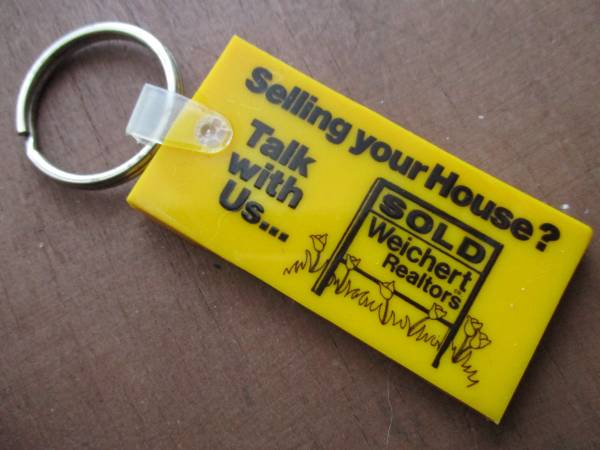 Selling your House?
Talk
with
Us...
SOLD
Weichert
Realtors